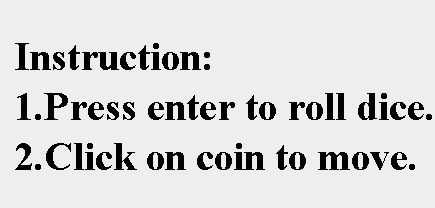 Instruction:
1.Press enter to roll dice.
2.Click on coin to move.